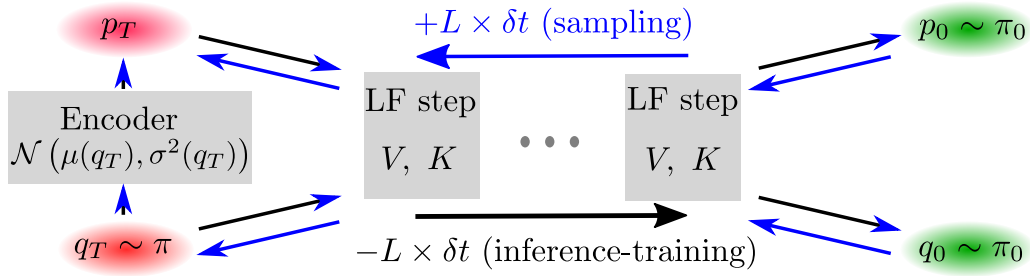 p_T
+L × δt (sampling)
p_0 ∼ π_0
Encoder
𝒩(μ(q_T), σ²(q_T))
LF step
V, K
• • •
LF step
V, K
q_T ∼ π
−L × δt (inference-training)
q_0 ∼ π_0